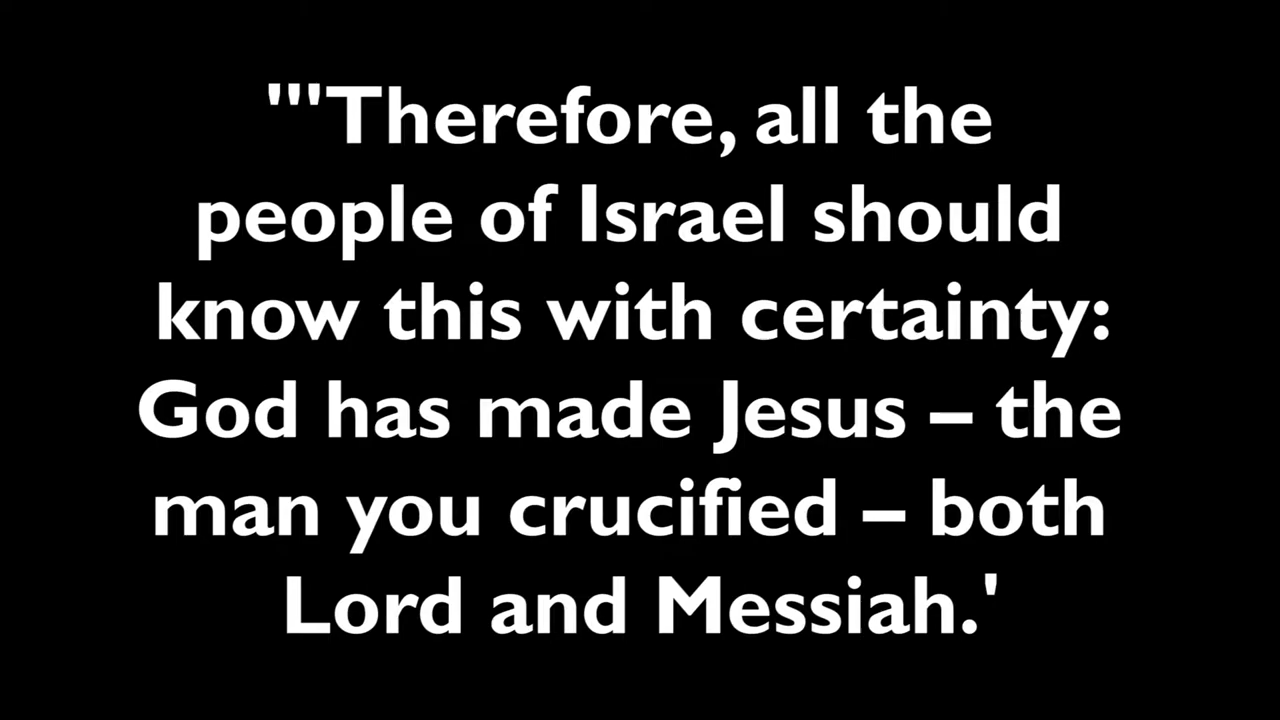 "'Therefore, all the
people of Israel should
know this with certainty:
God has made Jesus – the
man you crucified – both
Lord and Messiah.'